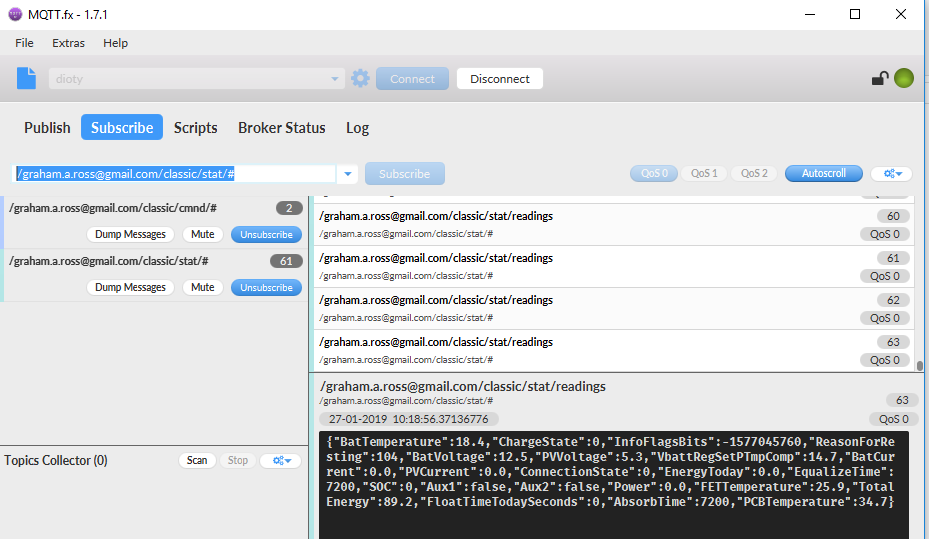 MQTT.fx - 1.7.1
File Extras Help
dioty Connect Disconnect
Publish Subscribe Scripts Broker Status Log
/graham.a.ross@gmail.com/classic/stat/# Subscribe QoS 0 QoS 1 QoS 2 Autoscroll
/graham.a.ross@gmail.com/classic/cmnd/# 2
Dump Messages Mute Unsubscribe
/graham.a.ross@gmail.com/classic/stat/# 61
Dump Messages Mute Unsubscribe
/graham.a.ross@gmail.com/classic/stat/readings 60
/graham.a.ross@gmail.com/classic/stat/# QoS 0
/graham.a.ross@gmail.com/classic/stat/readings 61
/graham.a.ross@gmail.com/classic/stat/# QoS 0
/graham.a.ross@gmail.com/classic/stat/readings 62
/graham.a.ross@gmail.com/classic/stat/# QoS 0
/graham.a.ross@gmail.com/classic/stat/readings 63
/graham.a.ross@gmail.com/classic/stat/# QoS 0
/graham.a.ross@gmail.com/classic/stat/readings
/graham.a.ross@gmail.com/classic/stat/# 63
27-01-2019 10:18:56.37136776 QoS 0
{"BatTemperature":18.4,"ChargeState":0,"InfoFlagsBits":-1577045760,"ReasonForRe
sting":104,"BatVoltage":12.5,"PVVoltage":5.3,"VbattRegSetPTmpComp":14.7,"BatCur
rent":0.0,"PVCurrent":0.0,"ConnectionState":0,"EnergyToday":0.0,"EqualizeTime":
7200,"SOC":0,"Aux1":false,"Aux2":false,"Power":0.0,"FETTemperature":25.9,"Total
Energy":89.2,"FloatTimeTodaySeconds":0,"AbsorbTime":7200,"PCBTemperature":34.7}
Topics Collector (0) Scan Stop